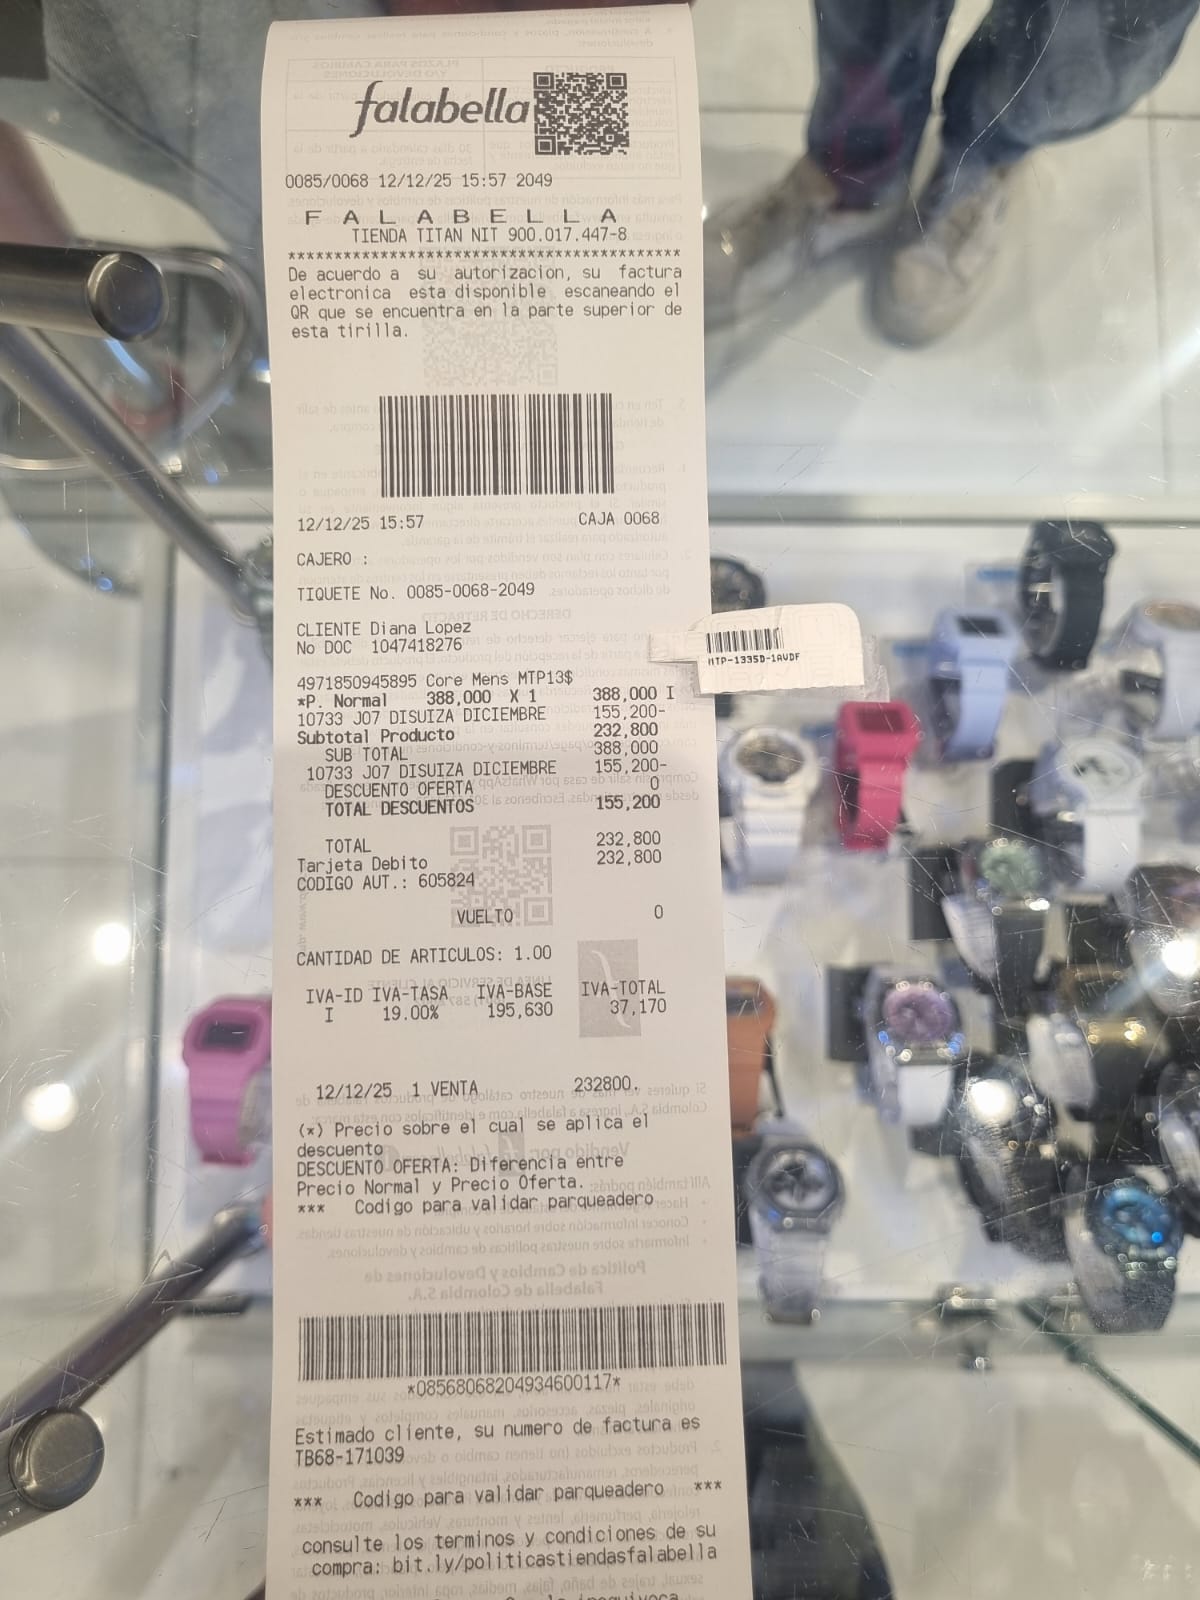 falabella
0085/0068 12/12/25 15:57 2049
F A L A B E L L A
TIENDA TITAN NIT 900.017.447-8
******************************************
De acuerdo a su autorizacion, su factura
electronica esta disponible escaneando el
QR que se encuentra en la parte superior de
esta tirilla.
12/12/25 15:57 CAJA 0068
CAJERO :
TIQUETE No. 0085-0068-2049
CLIENTE Diana Lopez
No DOC 1047418276
MTP-1335D-1AVDF
4971850945895 Core Mens MTP13$
*P. Normal 388,000 X 1 388,000 I
10733 JO7 DISUIZA DICIEMBRE 155,200-
Subtotal Producto 232,800
SUB TOTAL 388,000
10733 JO7 DISUIZA DICIEMBRE 155,200-
DESCUENTO OFERTA 0
TOTAL DESCUENTOS 155,200
TOTAL 232,800
Tarjeta Debito 232,800
CODIGO AUT.: 605824
VUELTO 0
CANTIDAD DE ARTICULOS: 1.00
IVA-ID IVA-TASA IVA-BASE IVA-TOTAL
I 19.00% 195,630 37,170
12/12/25 1 VENTA 232800.
(*) Precio sobre el cual se aplica el
descuento
DESCUENTO OFERTA: Diferencia entre
Precio Normal y Precio Oferta.
*** Codigo para validar parqueadero
*08568068204934600117*
Estimado cliente, su numero de factura es
TB68-171039
*** Codigo para validar parqueadero ***
consulte los terminos y condiciones de su
compra: bit.ly/politicastiendasfalabella